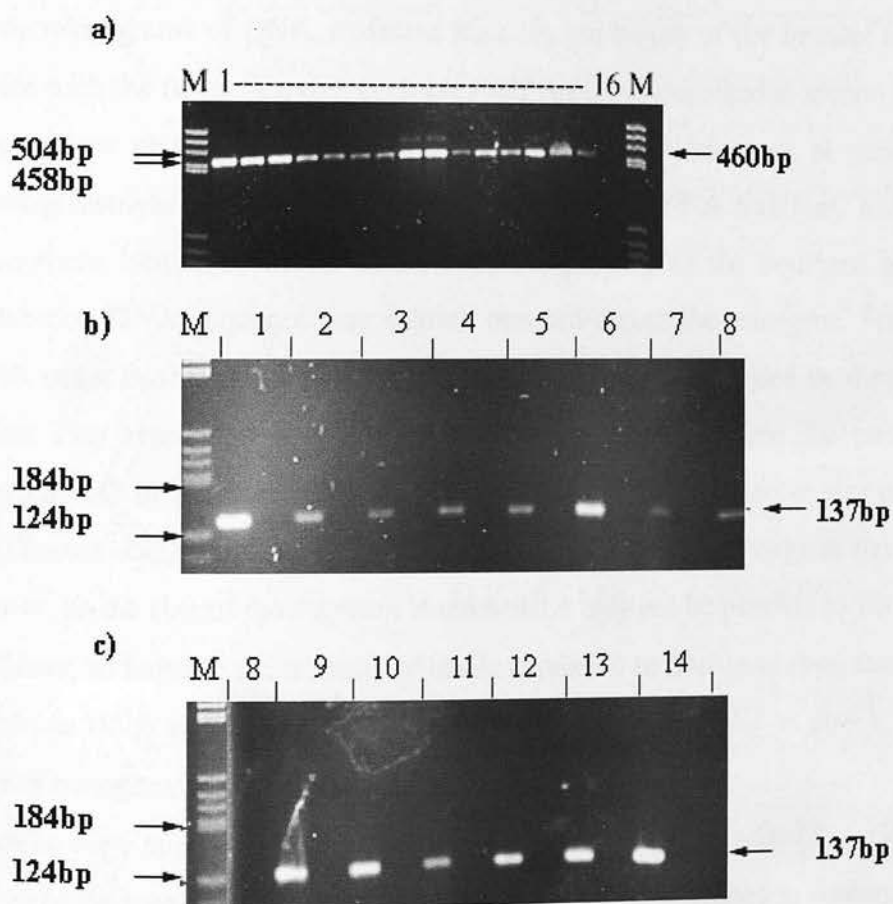 a)
M 1- - - - - - - - - - - - - - - - - - - 16 M
504bp
458bp
460bp
b)
M 1 2 3 4 5 6 7 8
184bp
124bp
137bp
c)
M 8 9 10 11 12 13 14
184bp
124bp
137bp